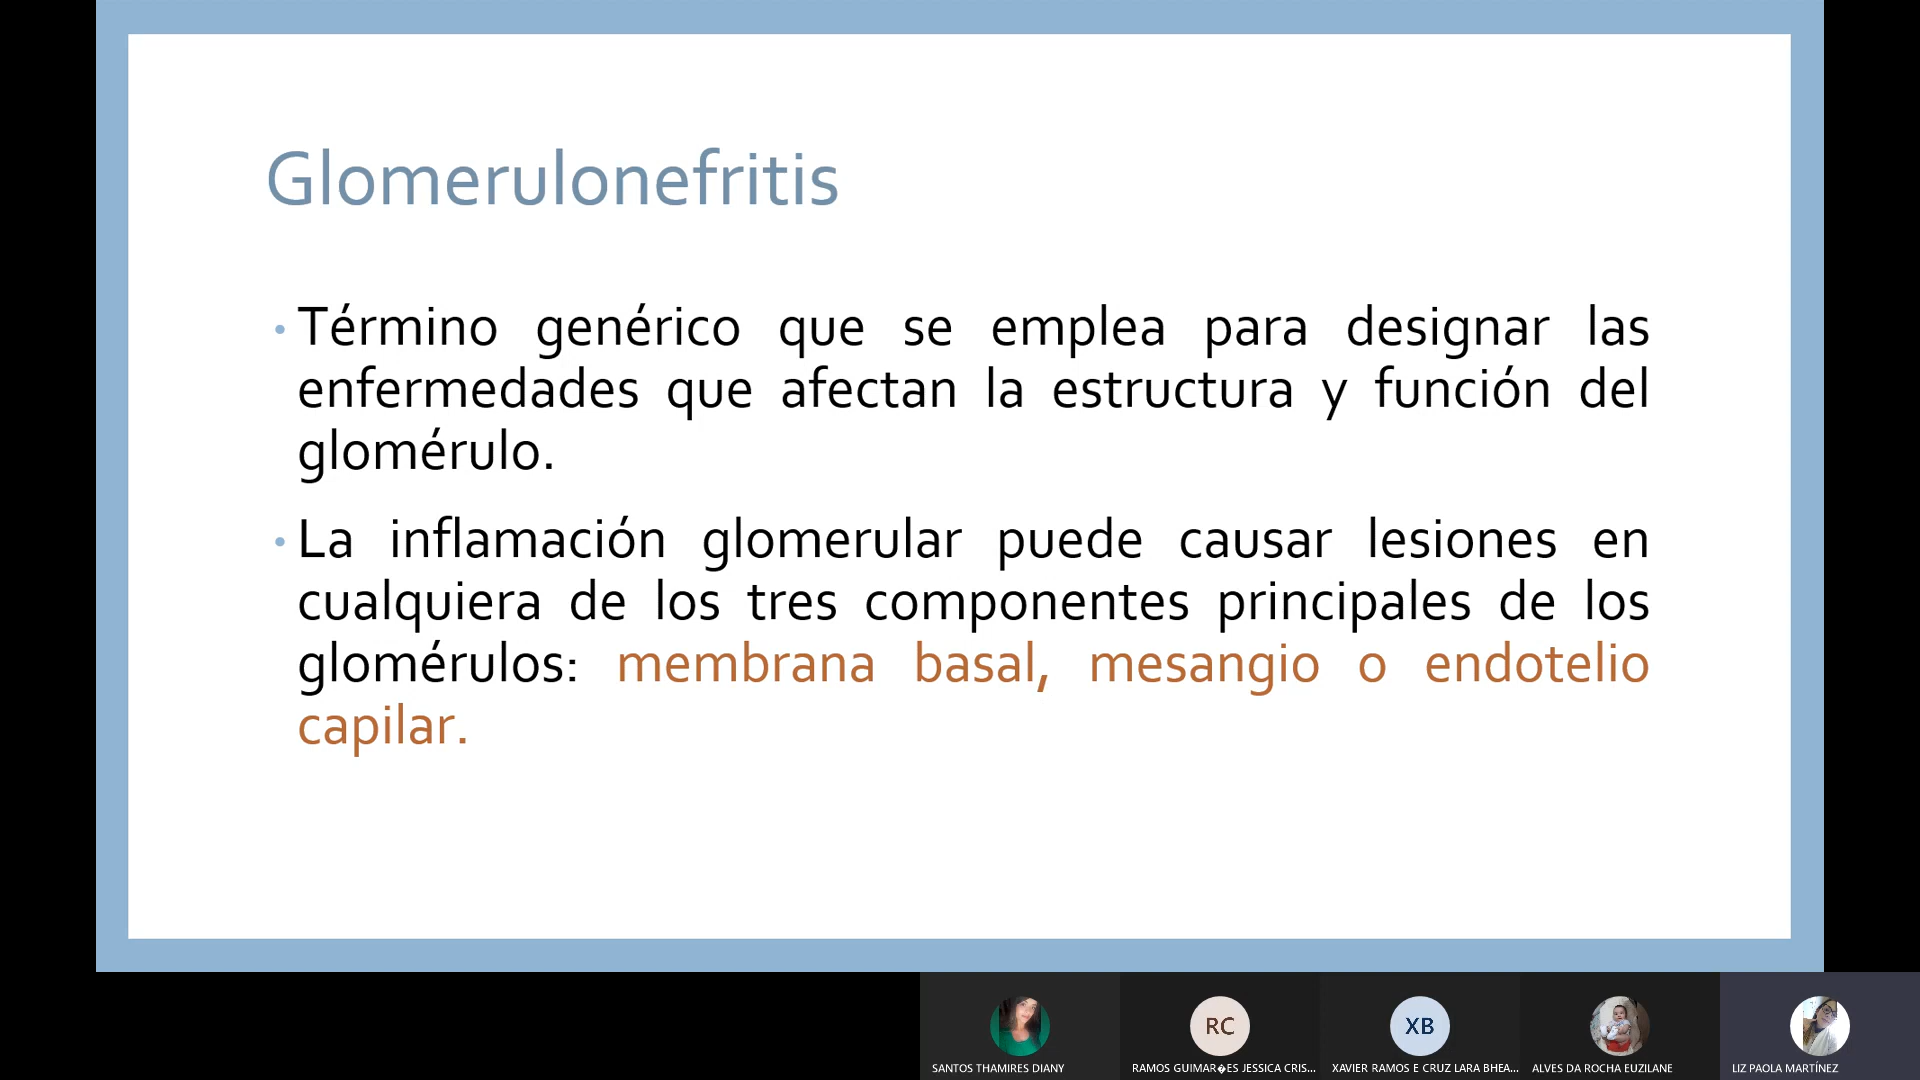 Glomerulonefritis
• Término genérico que se emplea para designar las
enfermedades que afectan la estructura y función del
glomérulo.
• La inflamación glomerular puede causar lesiones en
cualquiera de los tres componentes principales de los
glomérulos: membrana basal, mesangio o endotelio
capilar.
RC
XB
SANTOS THAMIRES DIANY
RAMOS GUIMAR�ES JESSICA CRIS...
XAVIER RAMOS E CRUZ LARA BHEA...
ALVES DA ROCHA EUZILANE
LIZ PAOLA MARTÍNEZ